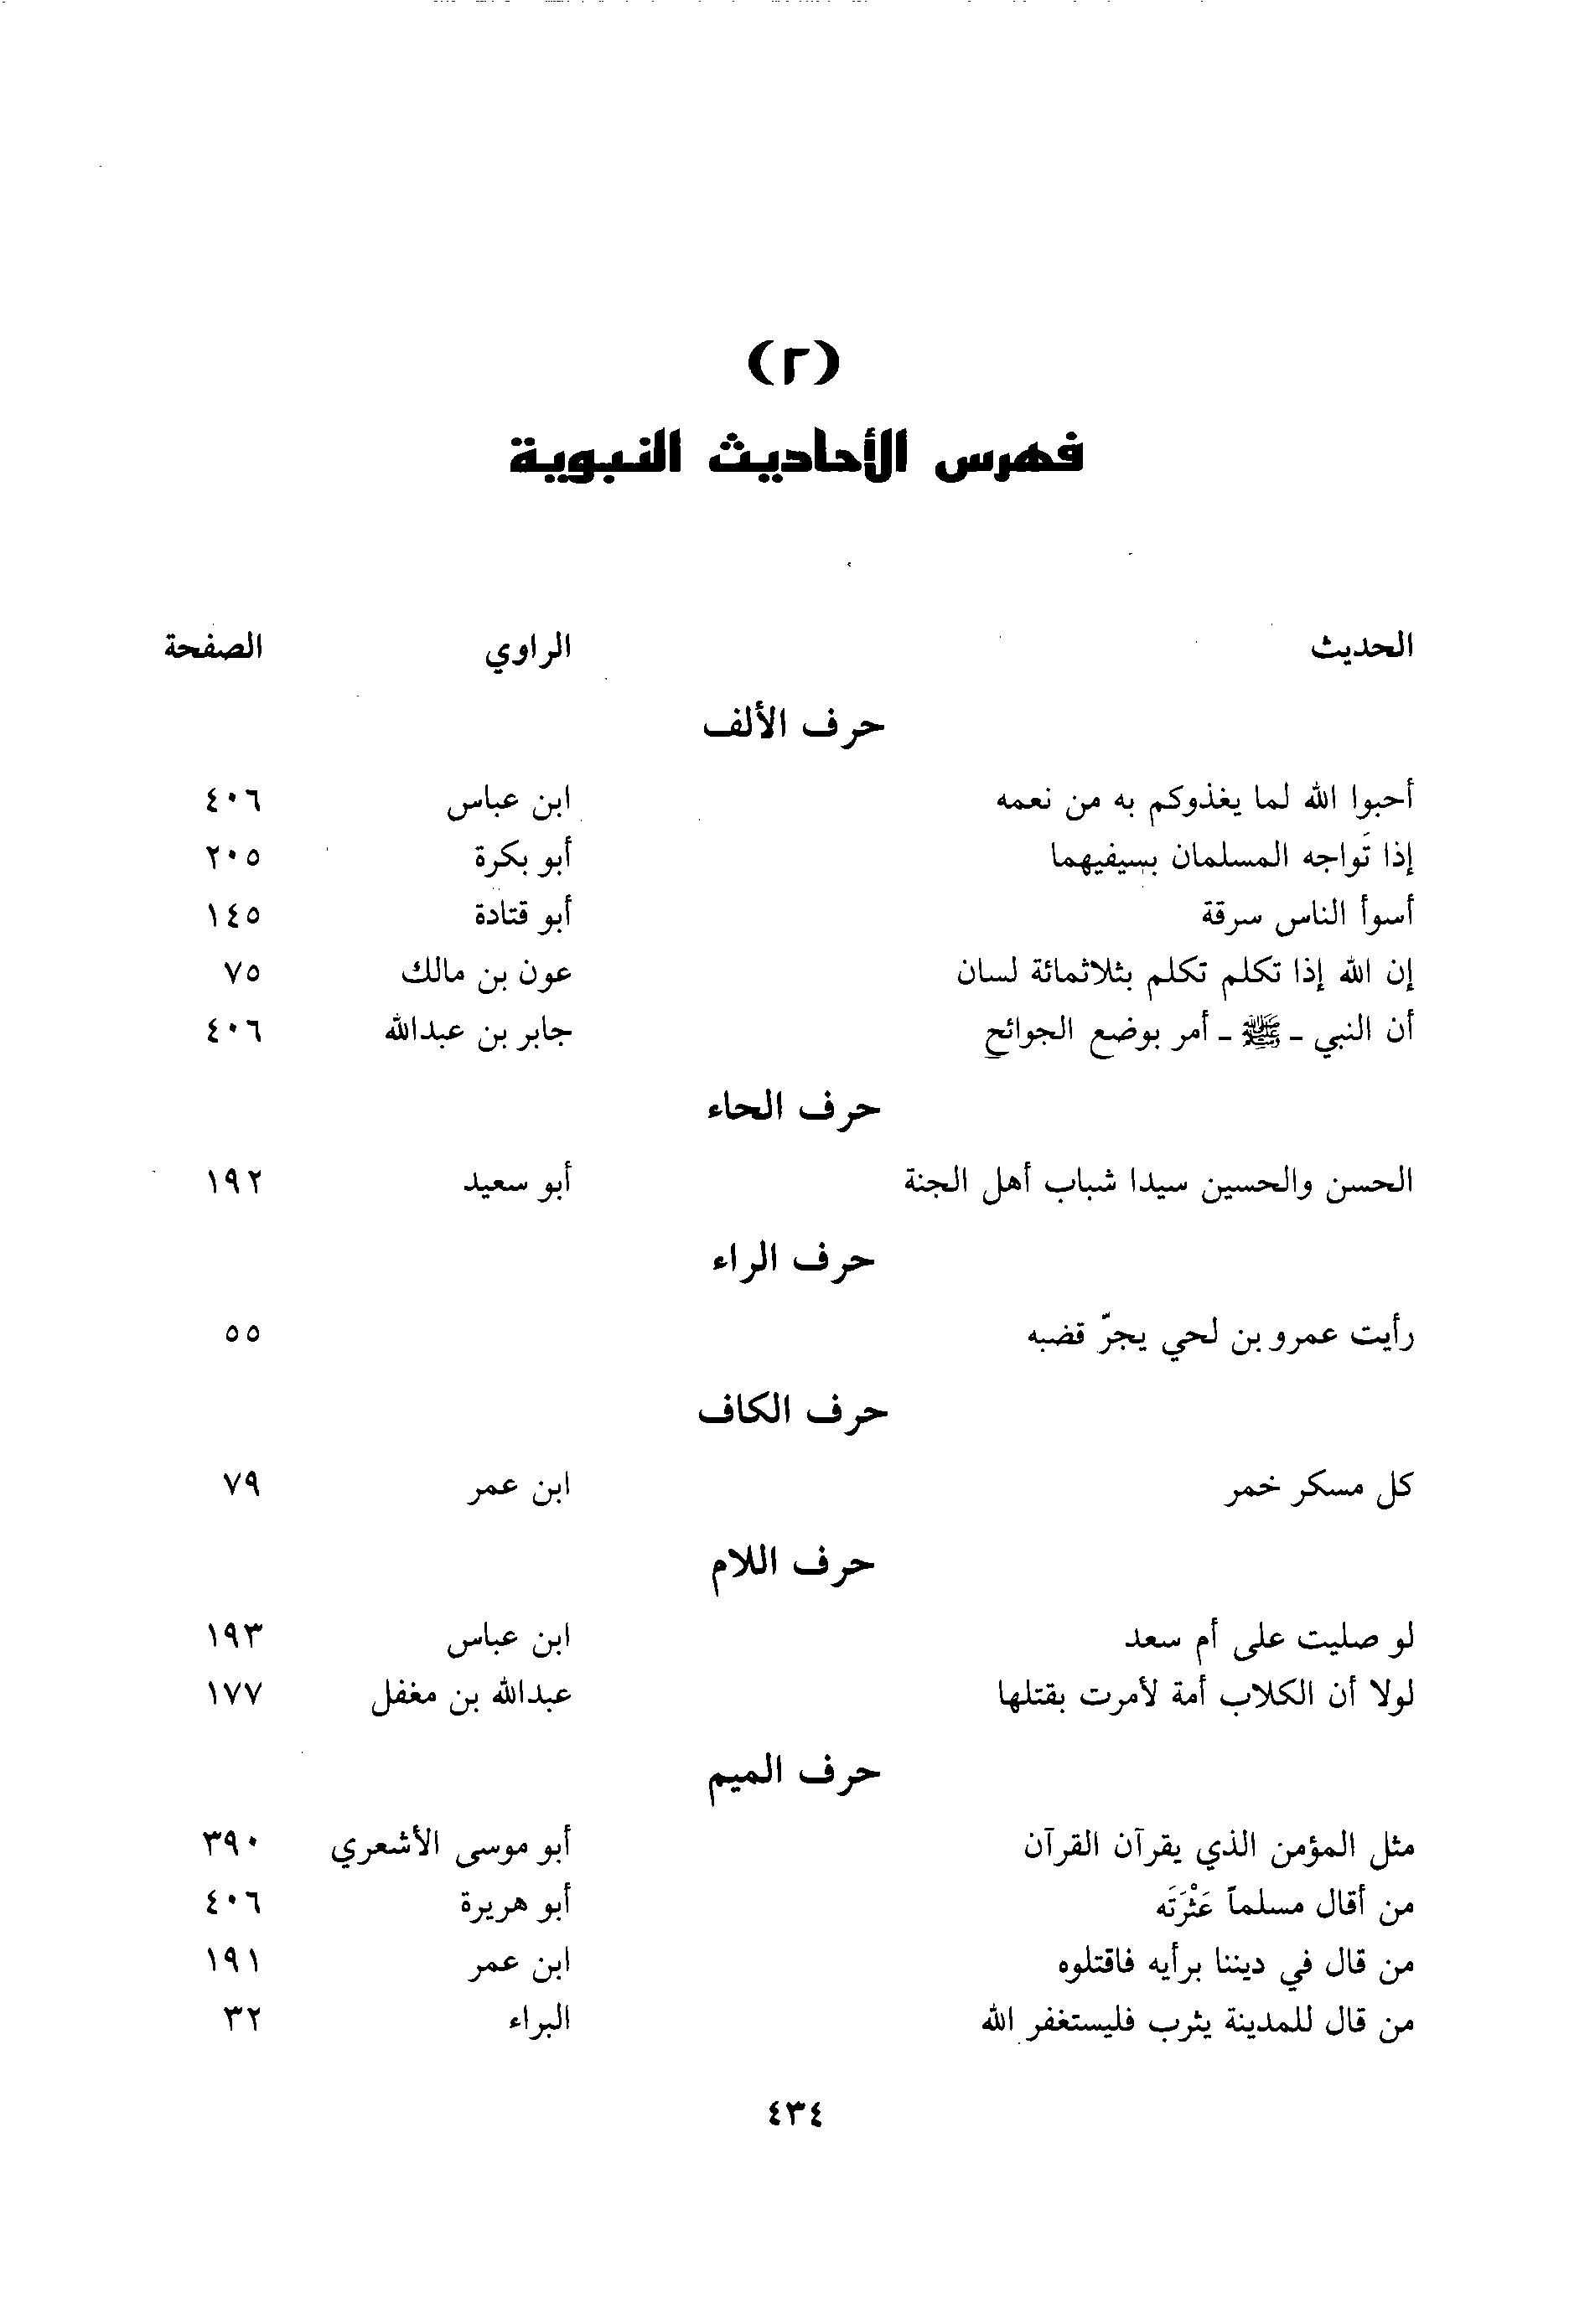 (٢)
فهرس الأحاديث النبوية
الحديث الراوي الصفحة
حرف الألف
أحبوا الله لما يغذوكم به من نعمه ابن عباس ٤٠٦
إذا تَواجه المسلمان بسيفيهما أبو بكرة ٢٠٥
أسوأ الناس سرقة أبو قتادة ١٤٥
إن الله إذا تكلم تكلم بثلاثمائة لسان عون بن مالك ٧٥
أن النبي - ﷺ - أمر بوضع الجوائح جابر بن عبدالله ٤٠٦
حرف الحاء
الحسن والحسين سيدا شباب أهل الجنة أبو سعيد ١٩٢
حرف الراء
رأيت عمرو بن لحي يجرّ قضبه ٥٥
حرف الكاف
كل مسكر خمر ابن عمر ٧٩
حرف اللام
لو صليت على أم سعد ابن عباس ١٩٣
لولا أن الكلاب أمة لأمرت بقتلها عبدالله بن مغفل ١٧٧
حرف الميم
مثل المؤمن الذي يقرآن القرآن أبو موسى الأشعري ٣٩٠
من أقال مسلماً عَثْرَتَه أبو هريرة ٤٠٦
من قال في ديننا برأيه فاقتلوه ابن عمر ١٩١
من قال للمدينة يثرب فليستغفر الله البراء ٣٢
٤٣٤